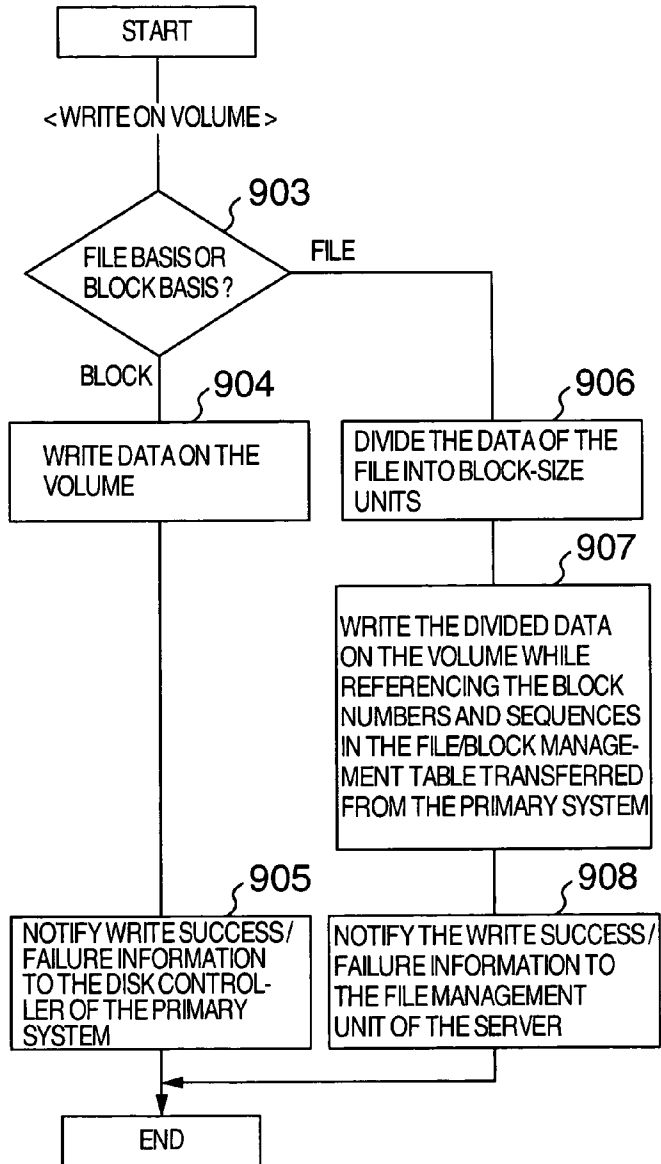 START
<WRITE ON VOLUME>
903
FILE BASIS OR
BLOCK BASIS ?
FILE
BLOCK
904
WRITE DATA ON THE
VOLUME
906
DIVIDE THE DATA OF THE
FILE INTO BLOCK-SIZE
UNITS
907
WRITE THE DIVIDED DATA
ON THE VOLUME WHILE
REFERENCING THE BLOCK
NUMBERS AND SEQUENCES
IN THE FILE/BLOCK MANAGE-
MENT TABLE TRANSFERRED
FROM THE PRIMARY SYSTEM
905
NOTIFY WRITE SUCCESS /
FAILURE INFORMATION
TO THE DISK CONTROL-
LER OF THE PRIMARY
SYSTEM
908
NOTIFY THE WRITE SUCCESS /
FAILURE INFORMATION TO
THE FILE MANAGEMENT
UNIT OF THE SERVER
END